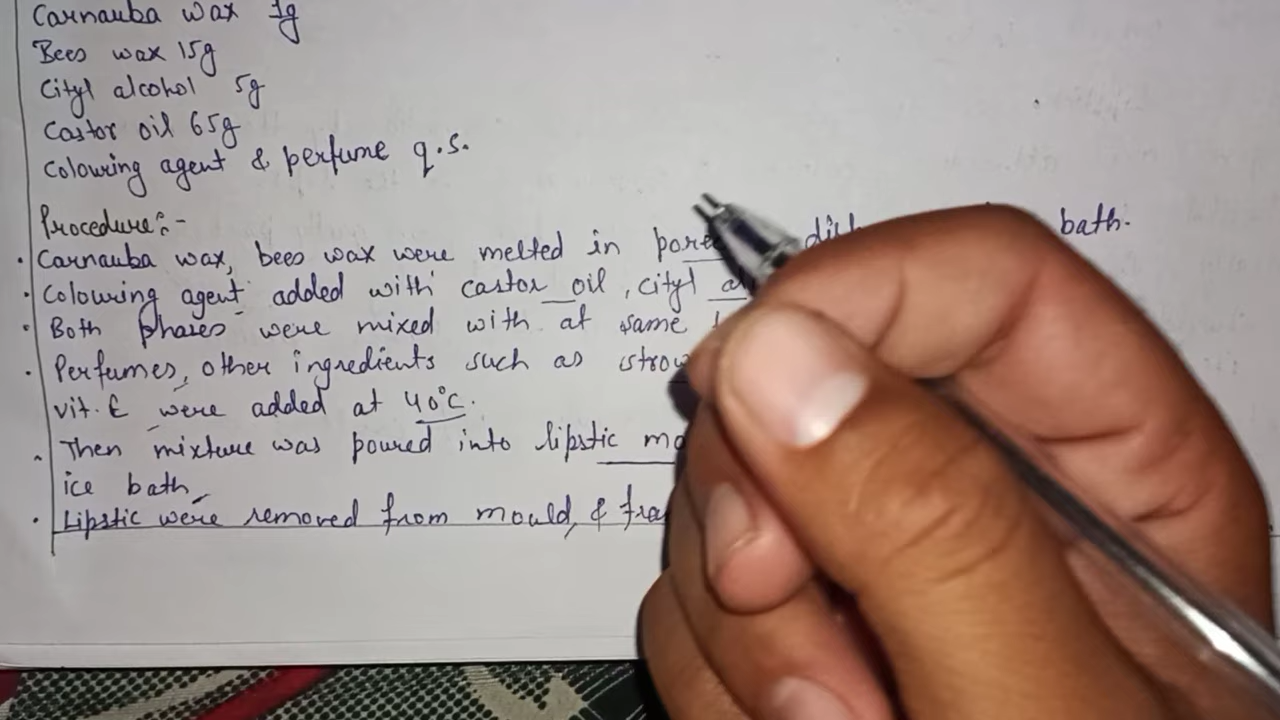 Carnauba wax 1g
Bees wax 15g
Cityl alcohol 5g
Castor oil 65g
Colouring agent & perfume q.s.
Procedure:-
• Carnauba wax, bees wax were melted in bath.
• Colouring agent added with castor oil, cityl
• Both phases were mixed with at same
• Perfumes, other ingredients such as
vit. E were added at 40°C.
• Then mixture was poured into lipstic
ice bath
• Lipstic were removed from mould, &